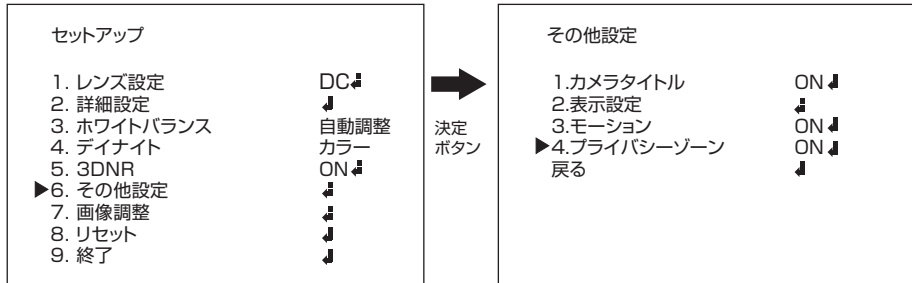 セットアップ
1. レンズ設定 DC↲
2. 詳細設定 ↲
3. ホワイトバランス 自動調整
4. デイナイト カラー
5. 3DNR ON↲
▶6. その他設定 ↲
7. 画像調整 ↲
8. リセット ↲
9. 終了 ↲
決定
ボタン
その他設定
1.カメラタイトル ON↲
2.表示設定 ↲
3.モーション ON↲
▶4.プライバシーゾーン ON↲
戻る ↲